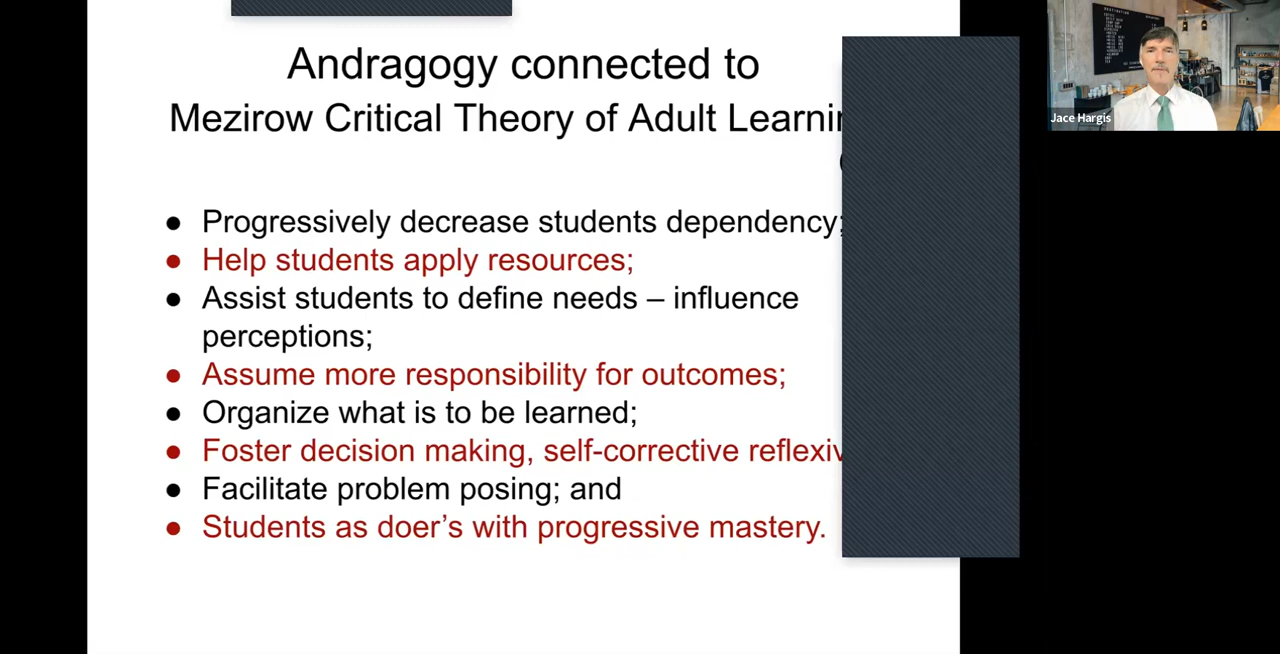 Andragogy connected to
Mezirow Critical Theory of Adult
● Progressively decrease students dependency;
● Help students apply resources;
● Assist students to define needs – influence
perceptions;
● Assume more responsibility for outcomes;
● Organize what is to be learned;
● Foster decision making, self-corrective
● Facilitate problem posing; and
● Students as doer's with progressive mastery.
Jace Hargis